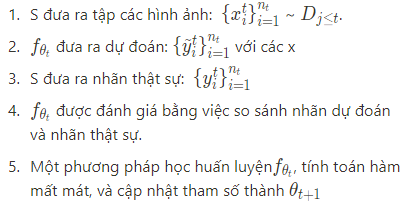 1. S đưa ra tập các hình ảnh: $\{x_i^t\}_{i=1}^{n_t} \sim D_{j \le t}$.
2. $f_{\theta_t}$ đưa ra dự đoán: $\{\tilde{y}_i^t\}_{i=1}^{n_t}$ với các x
3. S đưa ra nhãn thật sự: $\{y_i^t\}_{i=1}^{n_t}$
4. $f_{\theta_t}$ được đánh giá bằng việc so sánh nhãn dự đoán
và nhãn thật sự.
5. Một phương pháp học huấn luyện $f_{\theta_t}$, tính toán hàm
mất mát, và cập nhật tham số thành $\theta_{t+1}$